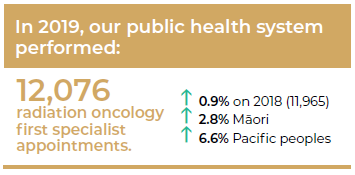 In 2019, our public health system
performed:
12,076
radiation oncology
first specialist
appointments.
↑ 0.9% on 2018 (11,965)
↑ 2.8% Māori
↑ 6.6% Pacific peoples